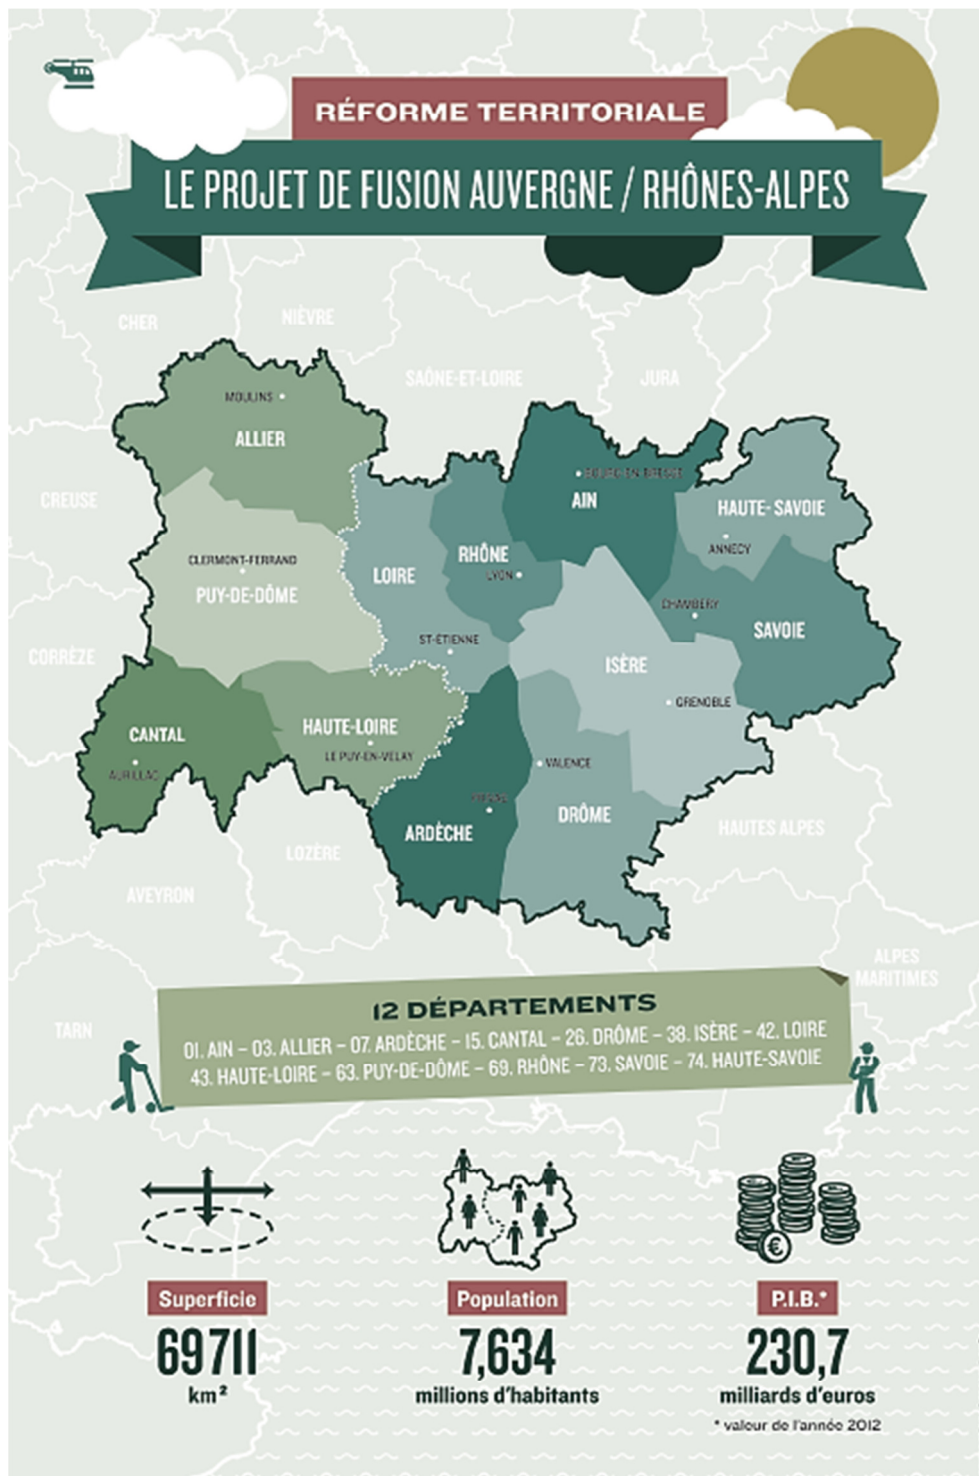 RÉFORME TERRITORIALE
LE PROJET DE FUSION AUVERGNE / RHÔNES-ALPES
CHER
NIÈVRE
SAÔNE-ET-LOIRE
JURA
MOULINS
ALLIER
CREUSE
BOURG-EN-BRESSE
AIN
HAUTE-SAVOIE
ANNECY
CLERMONT-FERRAND
PUY-DE-DÔME
LOIRE
RHÔNE
LYON
CHAMBÉRY
SAVOIE
ST-ÉTIENNE
CORRÈZE
ISÈRE
GRENOBLE
CANTAL
AURILLAC
HAUTE-LOIRE
LE PUY-EN-VELAY
VALENCE
ARDÈCHE
DRÔME
HAUTES ALPES
LOZÈRE
AVEYRON
ALPES
MARITIMES
TARN
12 DÉPARTEMENTS
01. AIN – 03. ALLIER – 07. ARDÈCHE – 15. CANTAL – 26. DRÔME – 38. ISÈRE – 42. LOIRE
43. HAUTE-LOIRE – 63. PUY-DE-DÔME – 69. RHÔNE – 73. SAVOIE – 74. HAUTE-SAVOIE
€
Superficie
69 711
km²
Population
7,634
millions d'habitants
P.I.B.*
230,7
milliards d'euros
* valeur de l'année 2012